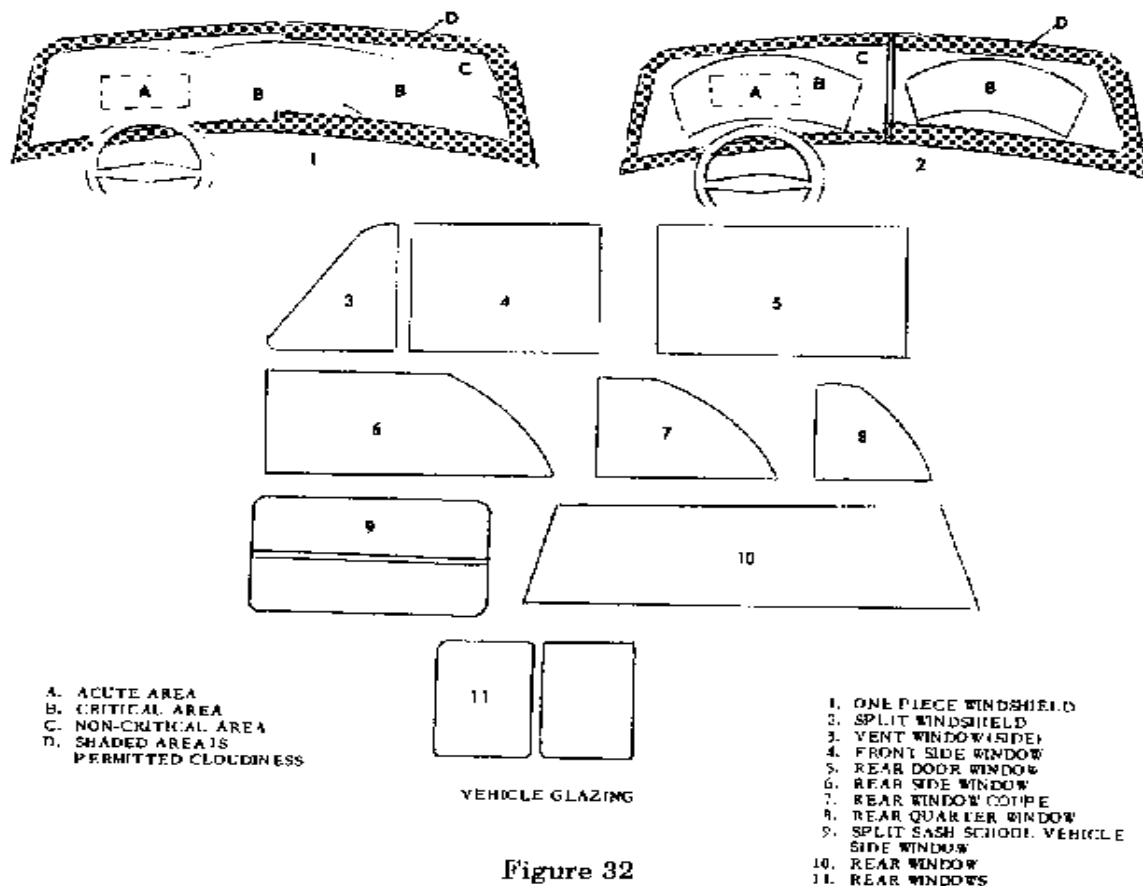 D
D
C
C
A
B
B
A
B
B
1
2
3
4
5
6
7
8
9
10
11
A. ACUTE AREA
B. CRITICAL AREA
C. NON-CRITICAL AREA
D. SHADED AREA IS
PERMITTED CLOUDINESS
VEHICLE GLAZING
1. ONE PIECE WINDSHIELD
2. SPLIT WINDSHIELD
3. VENT WINDOW (SIDE)
4. FRONT SIDE WINDOW
5. REAR DOOR WINDOW
6. REAR SIDE WINDOW
7. REAR WINDOW COUPE
8. REAR QUARTER WINDOW
9. SPLIT SASH SCHOOL VEHICLE
SIDE WINDOW
10. REAR WINDOW
11. REAR WINDOWS
Figure 32